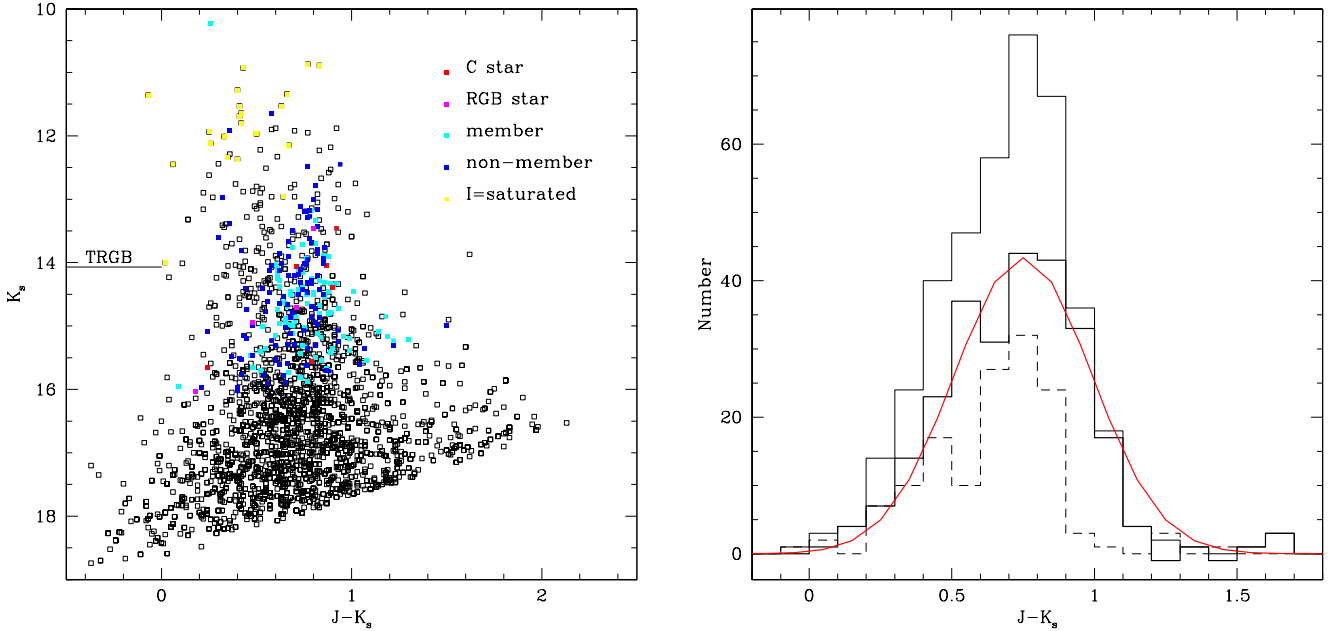 10
12
14
16
18
K_s
TRGB
C star
RGB star
member
non-member
I=saturated
0
1
2
J-K_s
60
40
20
0
Number
0
0.5
1
1.5
J-K_s